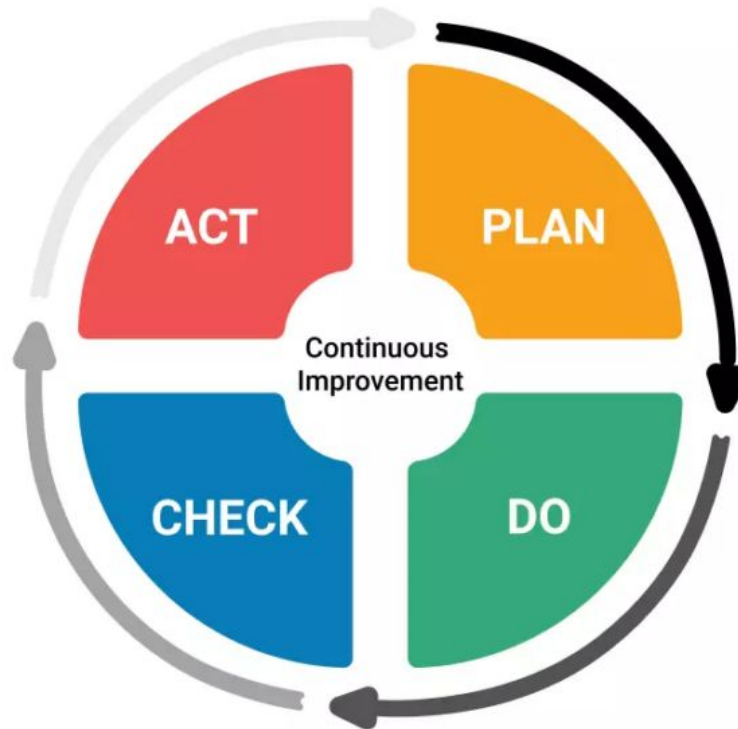 ACT
PLAN
Continuous
Improvement
CHECK
DO